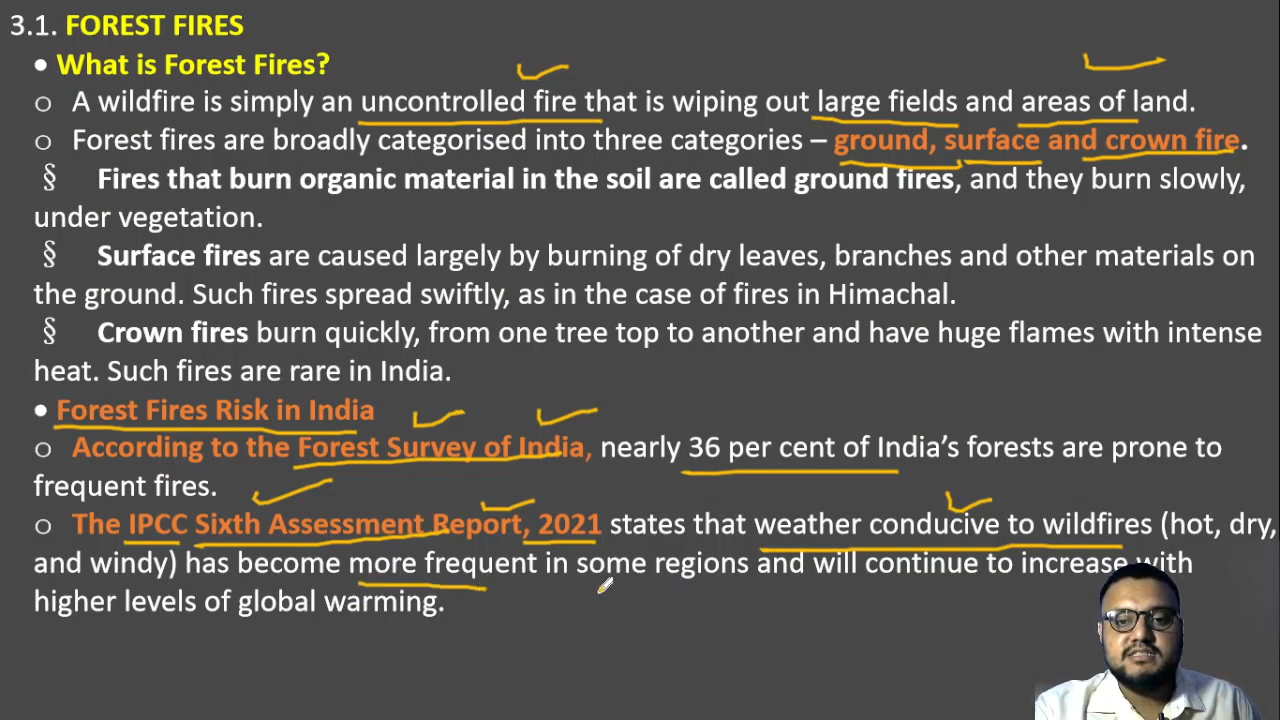 3.1. FOREST FIRES
• What is Forest Fires?
o A wildfire is simply an uncontrolled fire that is wiping out large fields and areas of land.
o Forest fires are broadly categorised into three categories – ground, surface and crown fire.
§ Fires that burn organic material in the soil are called ground fires, and they burn slowly,
under vegetation.
§ Surface fires are caused largely by burning of dry leaves, branches and other materials on
the ground. Such fires spread swiftly, as in the case of fires in Himachal.
§ Crown fires burn quickly, from one tree top to another and have huge flames with intense
heat. Such fires are rare in India.
• Forest Fires Risk in India
o According to the Forest Survey of India, nearly 36 per cent of India’s forests are prone to
frequent fires.
o The IPCC Sixth Assessment Report, 2021 states that weather conducive to wildfires (hot, dry,
and windy) has become more frequent in some regions and will continue to increase with
higher levels of global warming.